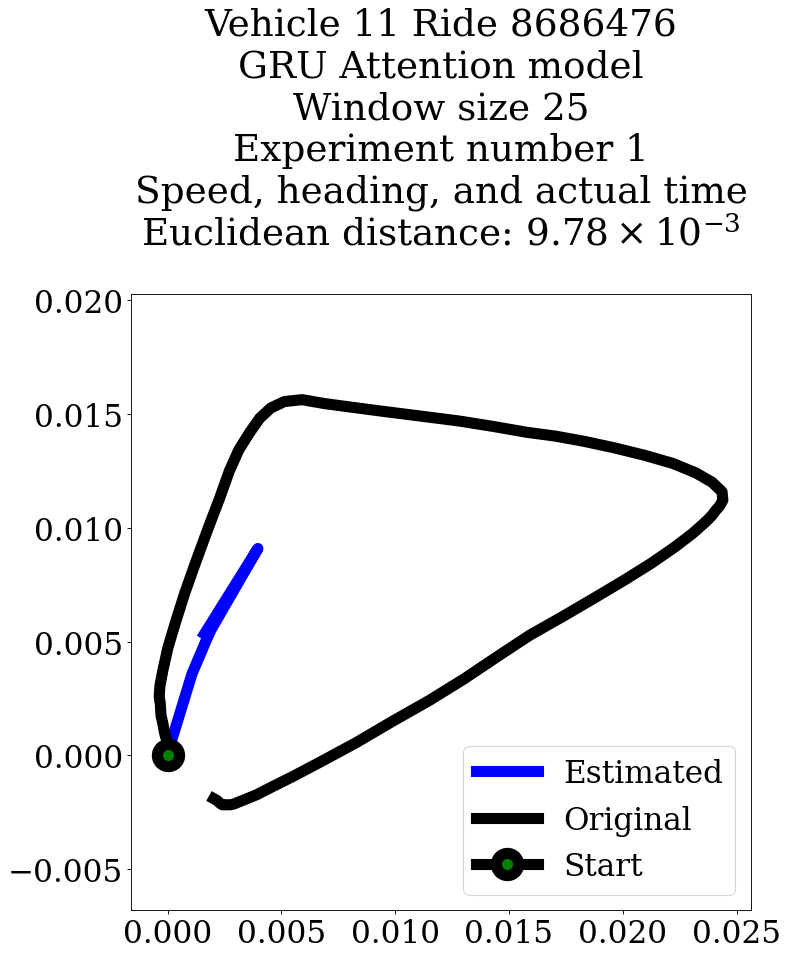 Vehicle 11 Ride 8686476
GRU Attention model
Window size 25
Experiment number 1
Speed, heading, and actual time
Euclidean distance: 9.78 × 10⁻³
0.020
0.015
0.010
0.005
0.000
−0.005
Estimated
Original
Start
0.000 0.005 0.010 0.015 0.020 0.025